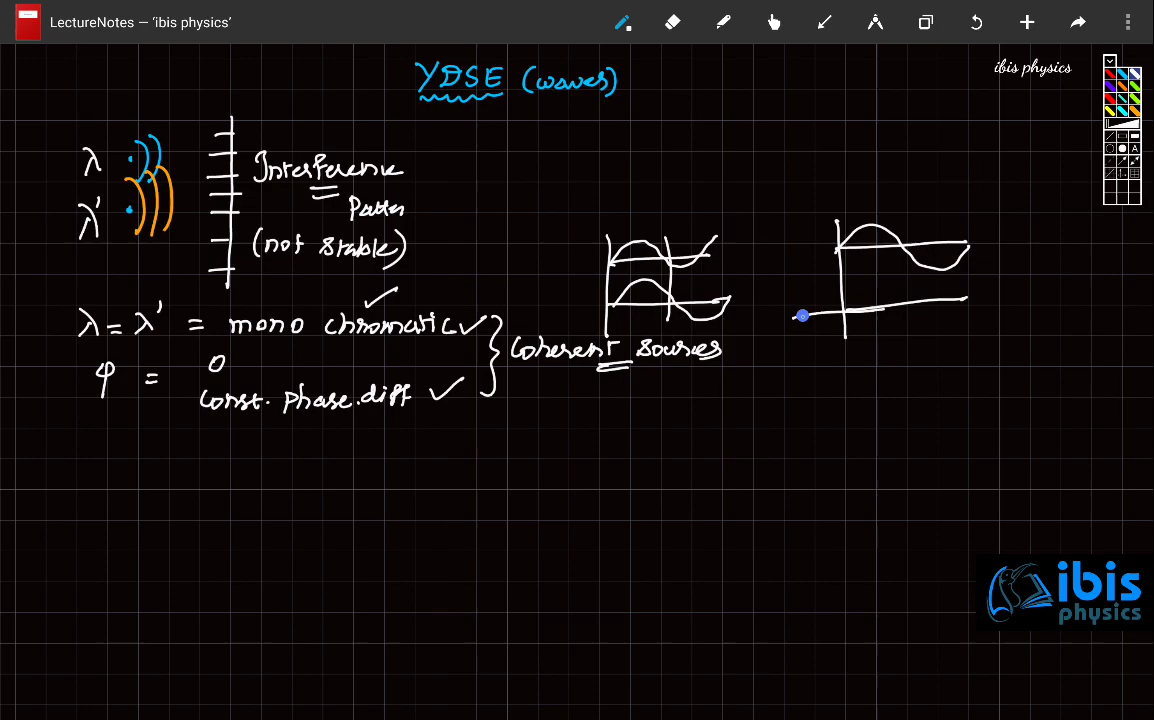 LectureNotes — 'ibis physics'
ibis physics
YDSE (waves)
λ
λ'
Interference
Pattern
(not stable)
λ = λ' = mono chromatic ✓
φ = 0
const. phase. diff ✓
Coherent sources
ibis
physics